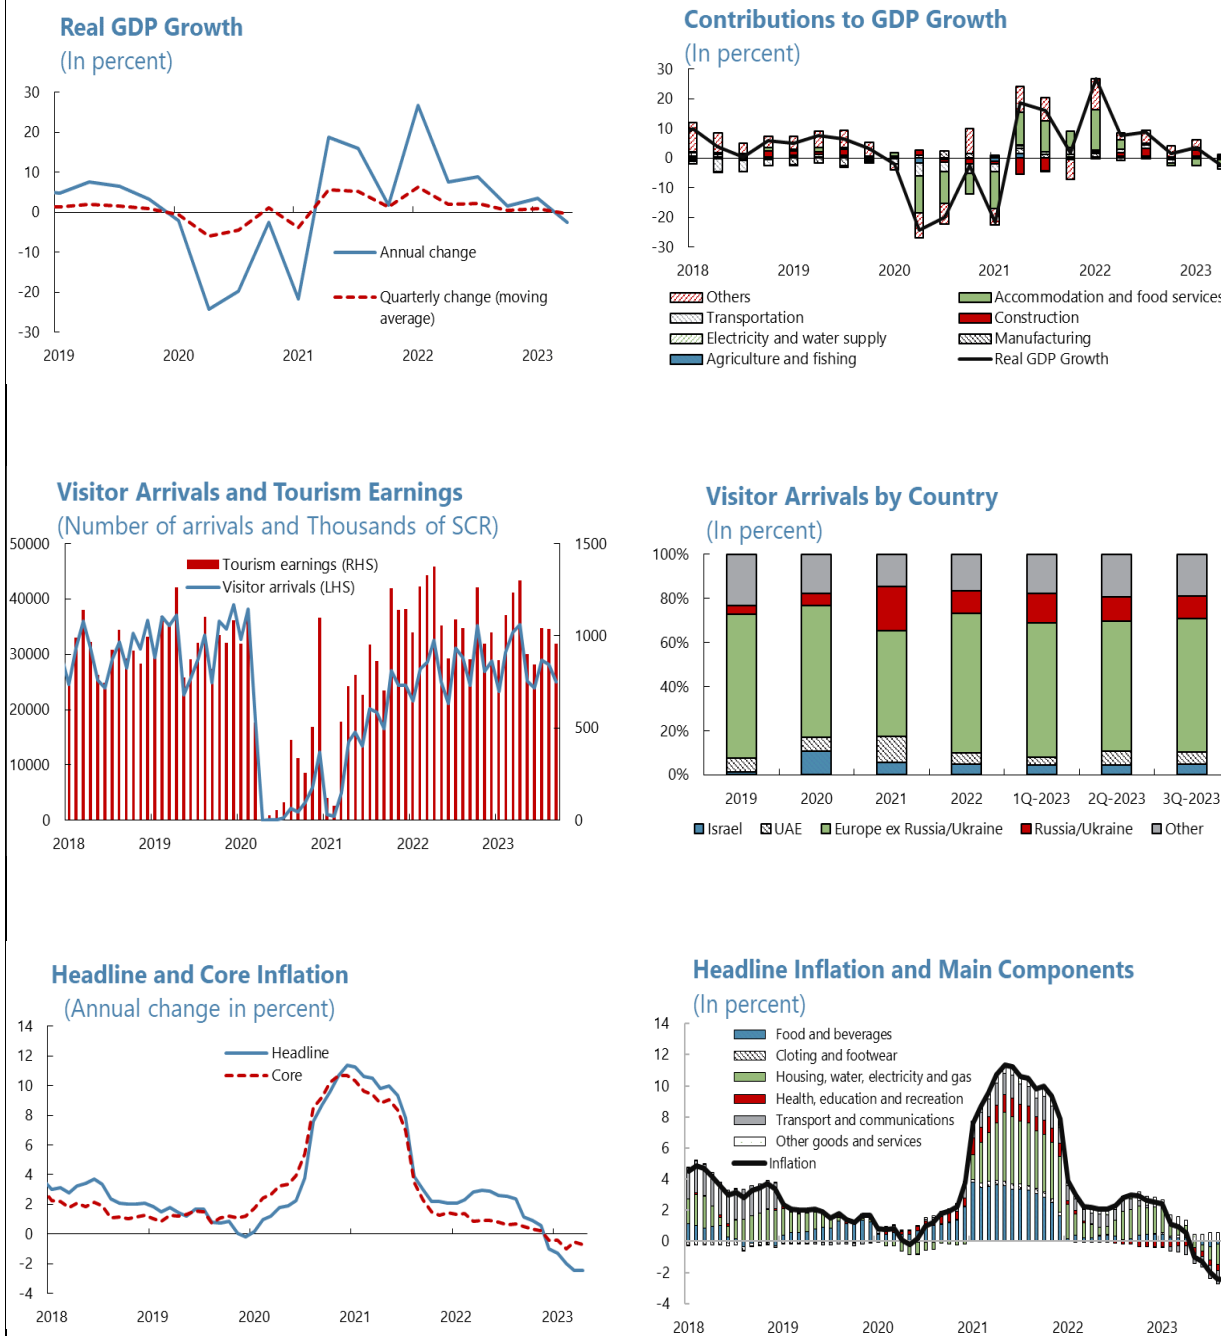 Real GDP Growth
(In percent)
30
20
10
0
-10
-20
-30
Annual change
Quarterly change (moving
average)
2019 2020 2021 2022 2023
Contributions to GDP Growth
(In percent)
30
20
10
0
-10
-20
-30
2018 2019 2020 2021 2022 2023
Others
Accommodation and food services
Transportation
Construction
Electricity and water supply
Manufacturing
Agriculture and fishing
Real GDP Growth
Visitor Arrivals and Tourism Earnings
(Number of arrivals and Thousands of SCR)
50000
40000
30000
20000
10000
0
1500
1000
500
0
Tourism earnings (RHS)
Visitor arrivals (LHS)
2018 2019 2020 2021 2022 2023
Visitor Arrivals by Country
(In percent)
100%
80%
60%
40%
20%
0%
2019 2020 2021 2022 1Q-2023 2Q-2023 3Q-2023
Israel UAE Europe ex Russia/Ukraine Russia/Ukraine Other
Headline and Core Inflation
(Annual change in percent)
14
12
10
8
6
4
2
0
-2
-4
Headline
Core
2018 2019 2020 2021 2022 2023
Headline Inflation and Main Components
(In percent)
14
12
10
8
6
4
2
0
-2
-4
Food and beverages
Cloting and footwear
Housing, water, electricity and gas
Health, education and recreation
Transport and communications
Other goods and services
Inflation
2018 2019 2020 2021 2022 2023